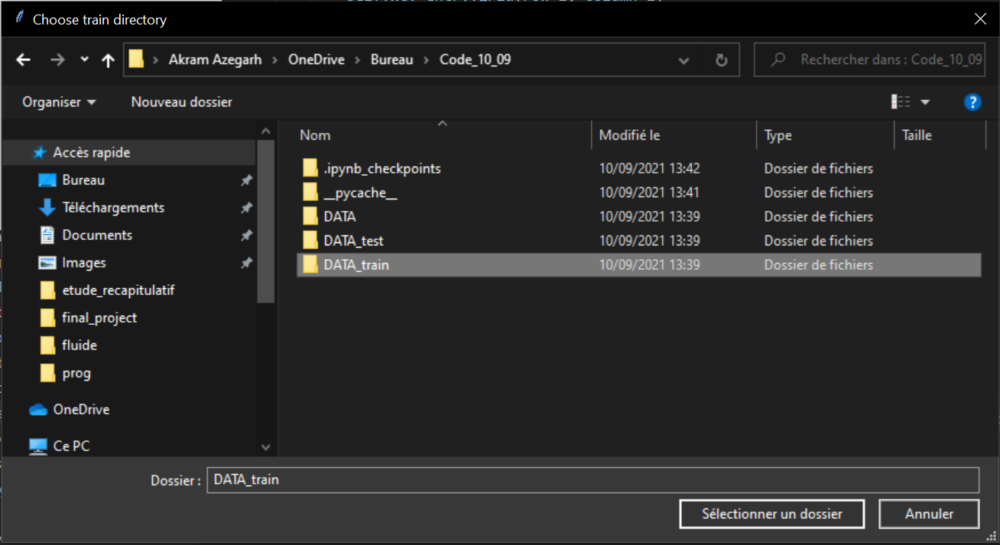 Choose train directory
Akram Azegarh > OneDrive > Bureau > Code_10_09
Rechercher dans : Code_10_09
Organiser
Nouveau dossier
?
Accès rapide
Bureau
Téléchargements
Documents
Images
etude_recapitulatif
final_project
fluide
prog
OneDrive
Ce PC
Nom Modifié le Type Taille
.ipynb_checkpoints 10/09/2021 13:42 Dossier de fichiers
__pycache__ 10/09/2021 13:41 Dossier de fichiers
DATA 10/09/2021 13:39 Dossier de fichiers
DATA_test 10/09/2021 13:39 Dossier de fichiers
DATA_train 10/09/2021 13:39 Dossier de fichiers
Dossier : DATA_train
Sélectionner un dossier
Annuler